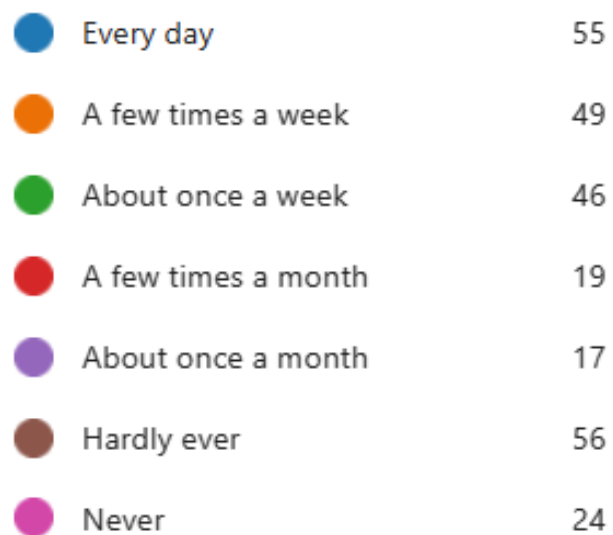 Every day 55
A few times a week 49
About once a week 46
A few times a month 19
About once a month 17
Hardly ever 56
Never 24